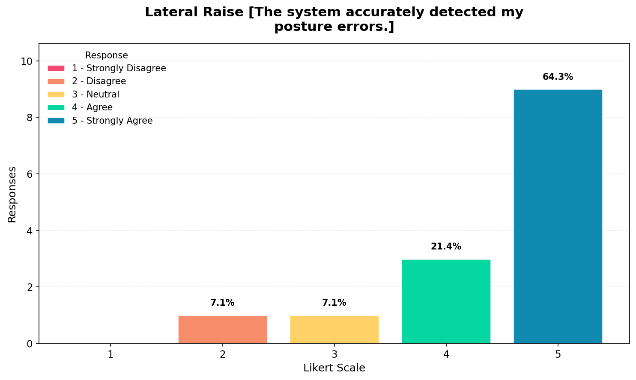 Lateral Raise [The system accurately detected my
posture errors.]
Response
1 - Strongly Disagree
2 - Disagree
3 - Neutral
4 - Agree
5 - Strongly Agree
Responses
10
8
6
4
2
0
7.1%
7.1%
21.4%
64.3%
1
2
3
4
5
Likert Scale